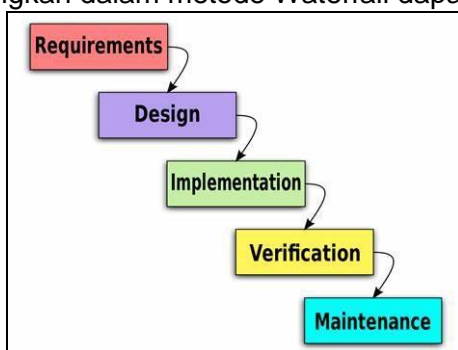 dalam metode Waterfall
Requirements
Design
Implementation
Verification
Maintenance